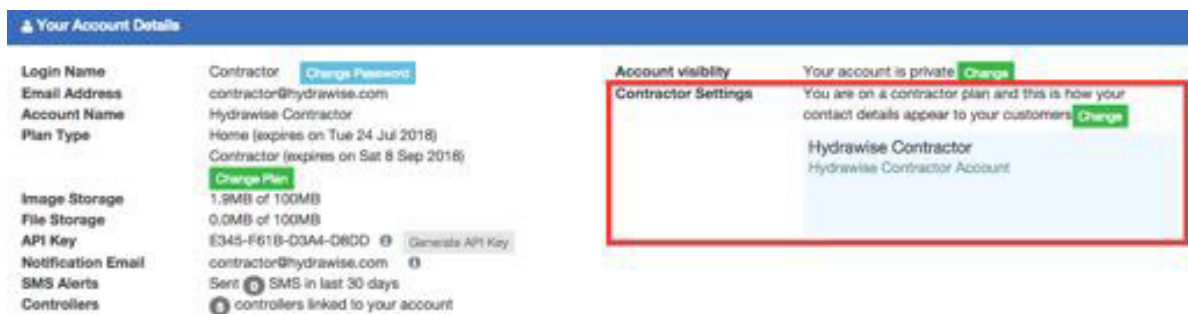 Your Account Details
Login Name Contractor Change Password
Email Address contractor@hydrawise.com
Account Name Hydrawise Contractor
Plan Type Home (expires on Tue 24 Jul 2018)
Contractor (expires on Sat 8 Sep 2018)
Change Plan
Image Storage 1.9MB of 100MB
File Storage 0.0MB of 100MB
API Key E345-F61B-D3A4-D8DD Generate API Key
Notification Email contractor@hydrawise.com
SMS Alerts Sent 0 SMS in last 30 days
Controllers 0 controllers linked to your account
Account visiblity Your account is private Change
Contractor Settings You are on a contractor plan and this is how your
contact details appear to your customers Change
Hydrawise Contractor
Hydrawise Contractor Account